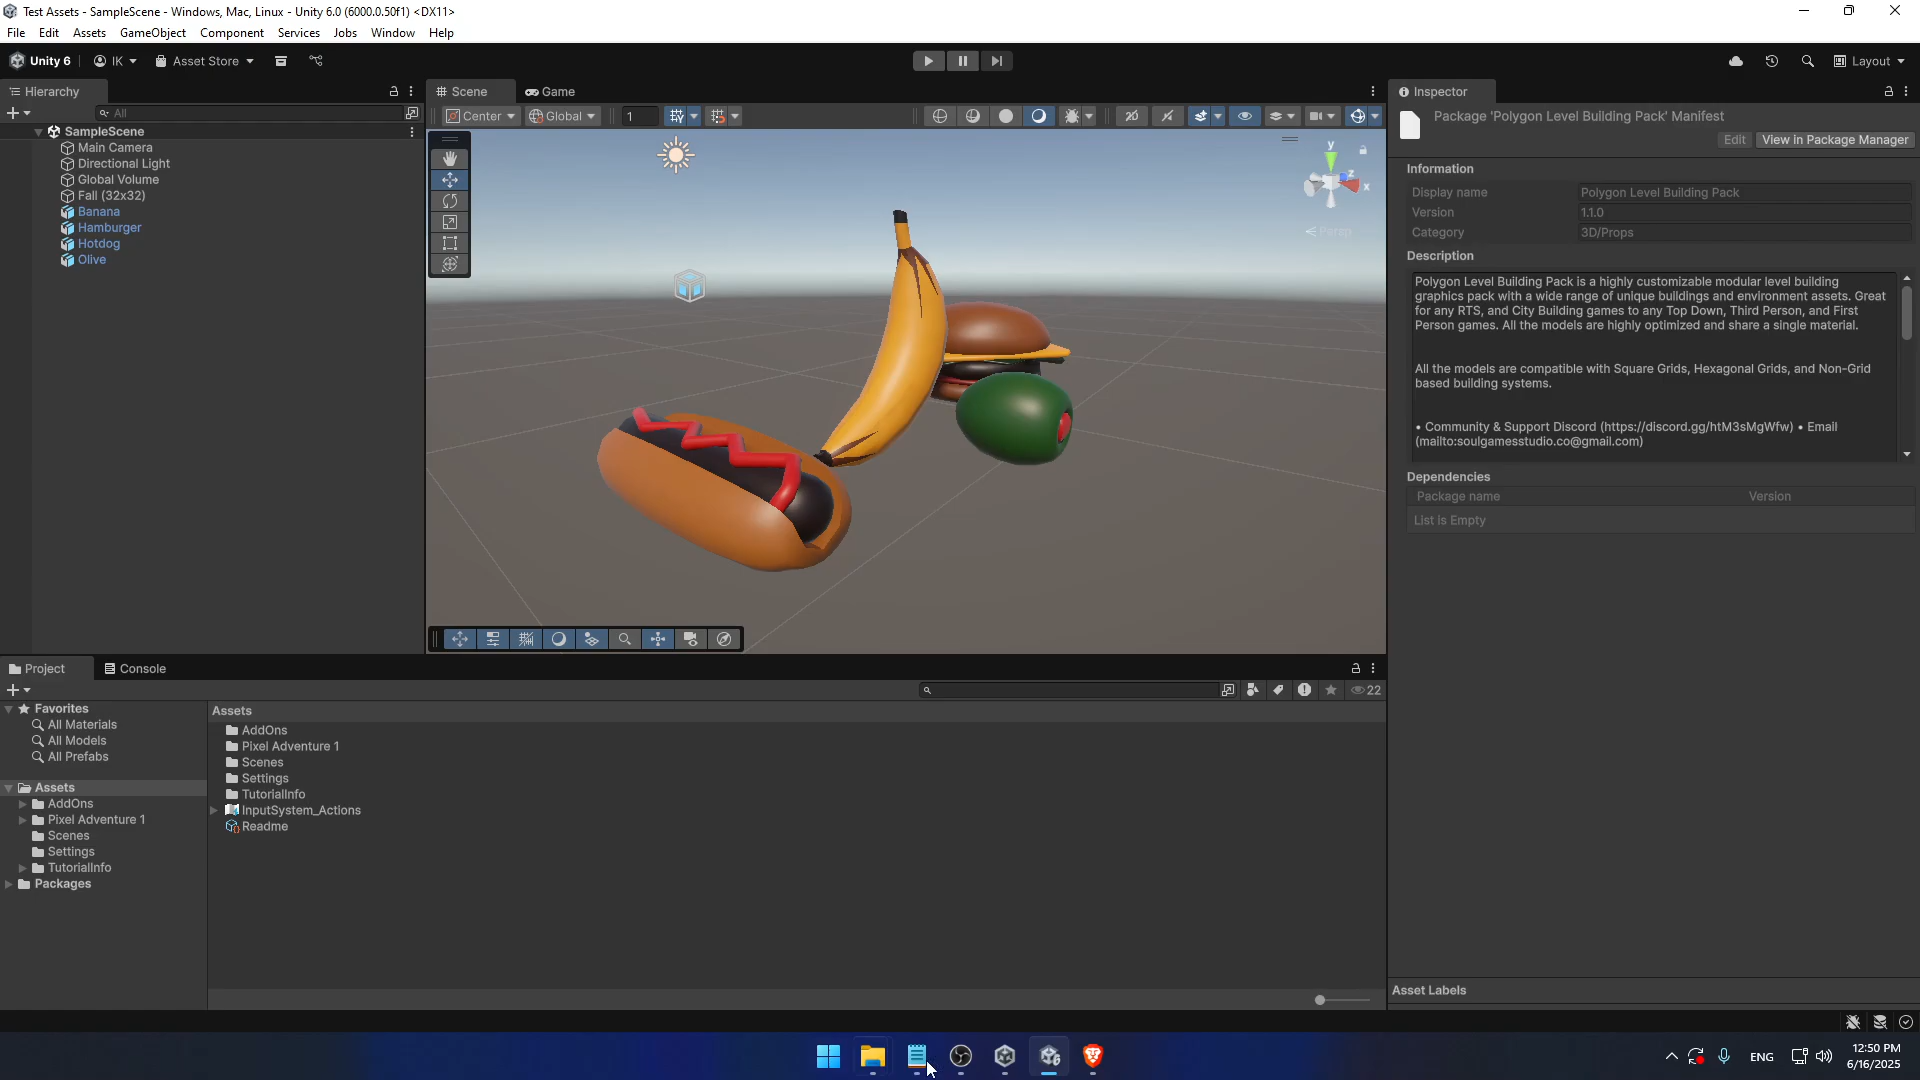 Test Assets - SampleScene - Windows, Mac, Linux - Unity 6.0 (6000.0.50f1) <DX11>
File Edit Assets GameObject Component Services Jobs Window Help
Unity 6 IK Asset Store Layout
Hierarchy
All
SampleScene
Main Camera
Directional Light
Global Volume
Fall (32x32)
Banana
Hamburger
Hotdog
Olive
Scene Game
Center Global 1
y
z
x
Persp
Inspector
Package 'Polygon Level Building Pack' Manifest
Edit View in Package Manager
Information
Display name Polygon Level Building Pack
Version 1.1.0
Category 3D/Props
Description
Polygon Level Building Pack is a highly customizable modular level building
graphics pack with a wide range of unique buildings and environment assets. Great
for any RTS, and City Building games to any Top Down, Third Person, and First
Person games. All the models are highly optimized and share a single material.
All the models are compatible with Square Grids, Hexagonal Grids, and Non-Grid
based building systems.
• Community & Support Discord (https://discord.gg/htM3sMgWfw) • Email
(mailto:soulgamesstudio.co@gmail.com)
Dependencies
Package name Version
List is Empty
Asset Labels
Project Console
22
Favorites
All Materials
All Models
All Prefabs
Assets
AddOns
Pixel Adventure 1
Scenes
Settings
TutorialInfo
Packages
Assets
AddOns
Pixel Adventure 1
Scenes
Settings
TutorialInfo
InputSystem_Actions
Readme
ENG
12:50 PM
6/16/2025